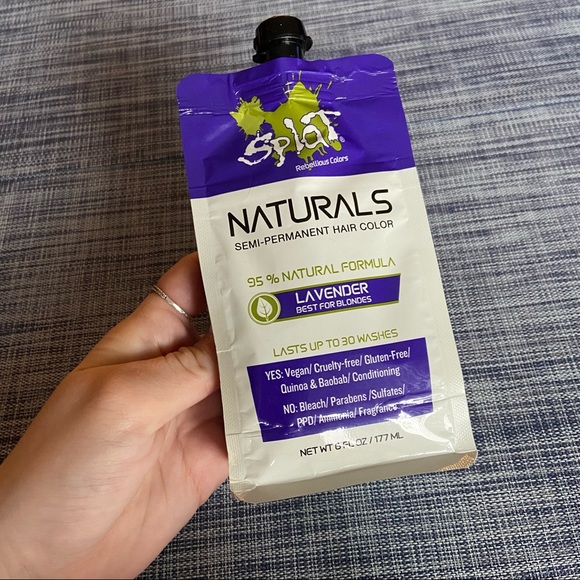 Splat
Rebellious Colors
NATURALS
SEMI-PERMANENT HAIR COLOR
95 % NATURAL FORMULA
LAVENDER
BEST FOR BLONDES
LASTS UP TO 30 WASHES
YES: Vegan/ Cruelty-free/ Gluten-Free/
Quinoa & Baobab/ Conditioning
NO: Bleach/ Parabens /Sulfates/
PPD/ Ammonia/ Fragrance
NET WT 6 FL OZ / 177 ML